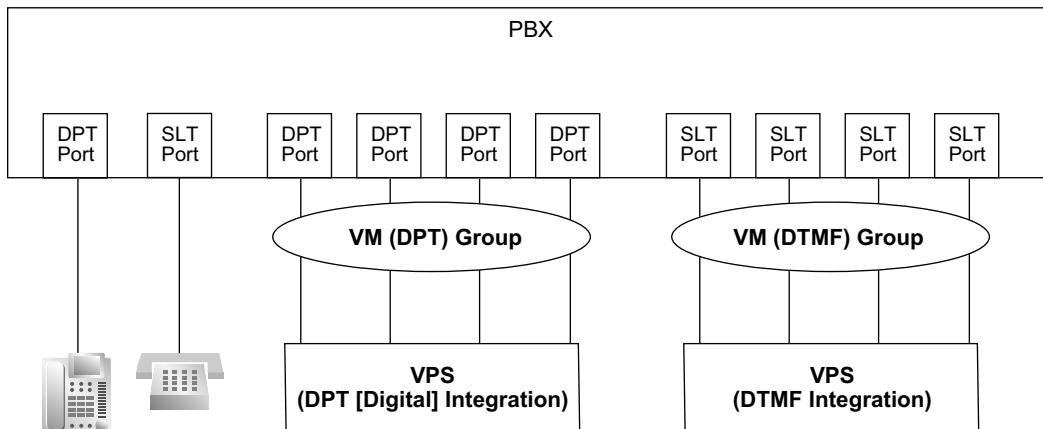 PBX
DPT
Port
SLT
Port
DPT
Port
DPT
Port
DPT
Port
DPT
Port
SLT
Port
SLT
Port
SLT
Port
SLT
Port
VM (DPT) Group
VM (DTMF) Group
VPS
(DPT [Digital] Integration)
VPS
(DTMF Integration)